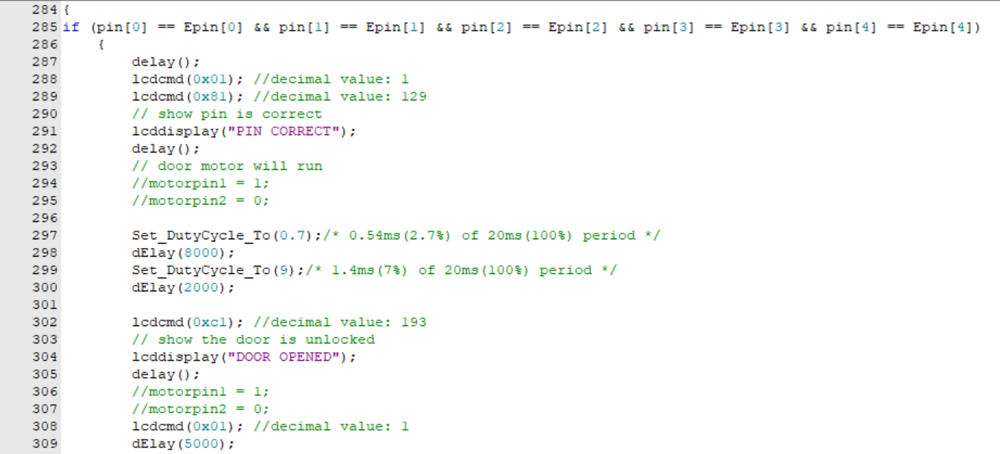 284 {
285 if (pin[0] == Epin[0] && pin[1] == Epin[1] && pin[2] == Epin[2] && pin[3] == Epin[3] && pin[4] == Epin[4])
286 {
287 delay();
288 lcdcmd(0x01); //decimal value: 1
289 lcdcmd(0x81); //decimal value: 129
290 // show pin is correct
291 lcddisplay("PIN CORRECT");
292 delay();
293 // door motor will run
294 //motorpin1 = 1;
295 //motorpin2 = 0;
296
297 Set_DutyCycle_To(0.7);/* 0.54ms(2.7%) of 20ms(100%) period */
298 dElay(8000);
299 Set_DutyCycle_To(9);/* 1.4ms(7%) of 20ms(100%) period */
300 dElay(2000);
301
302 lcdcmd(0xc1); //decimal value: 193
303 // show the door is unlocked
304 lcddisplay("DOOR OPENED");
305 delay();
306 //motorpin1 = 1;
307 //motorpin2 = 0;
308 lcdcmd(0x01); //decimal value: 1
309 dElay(5000);